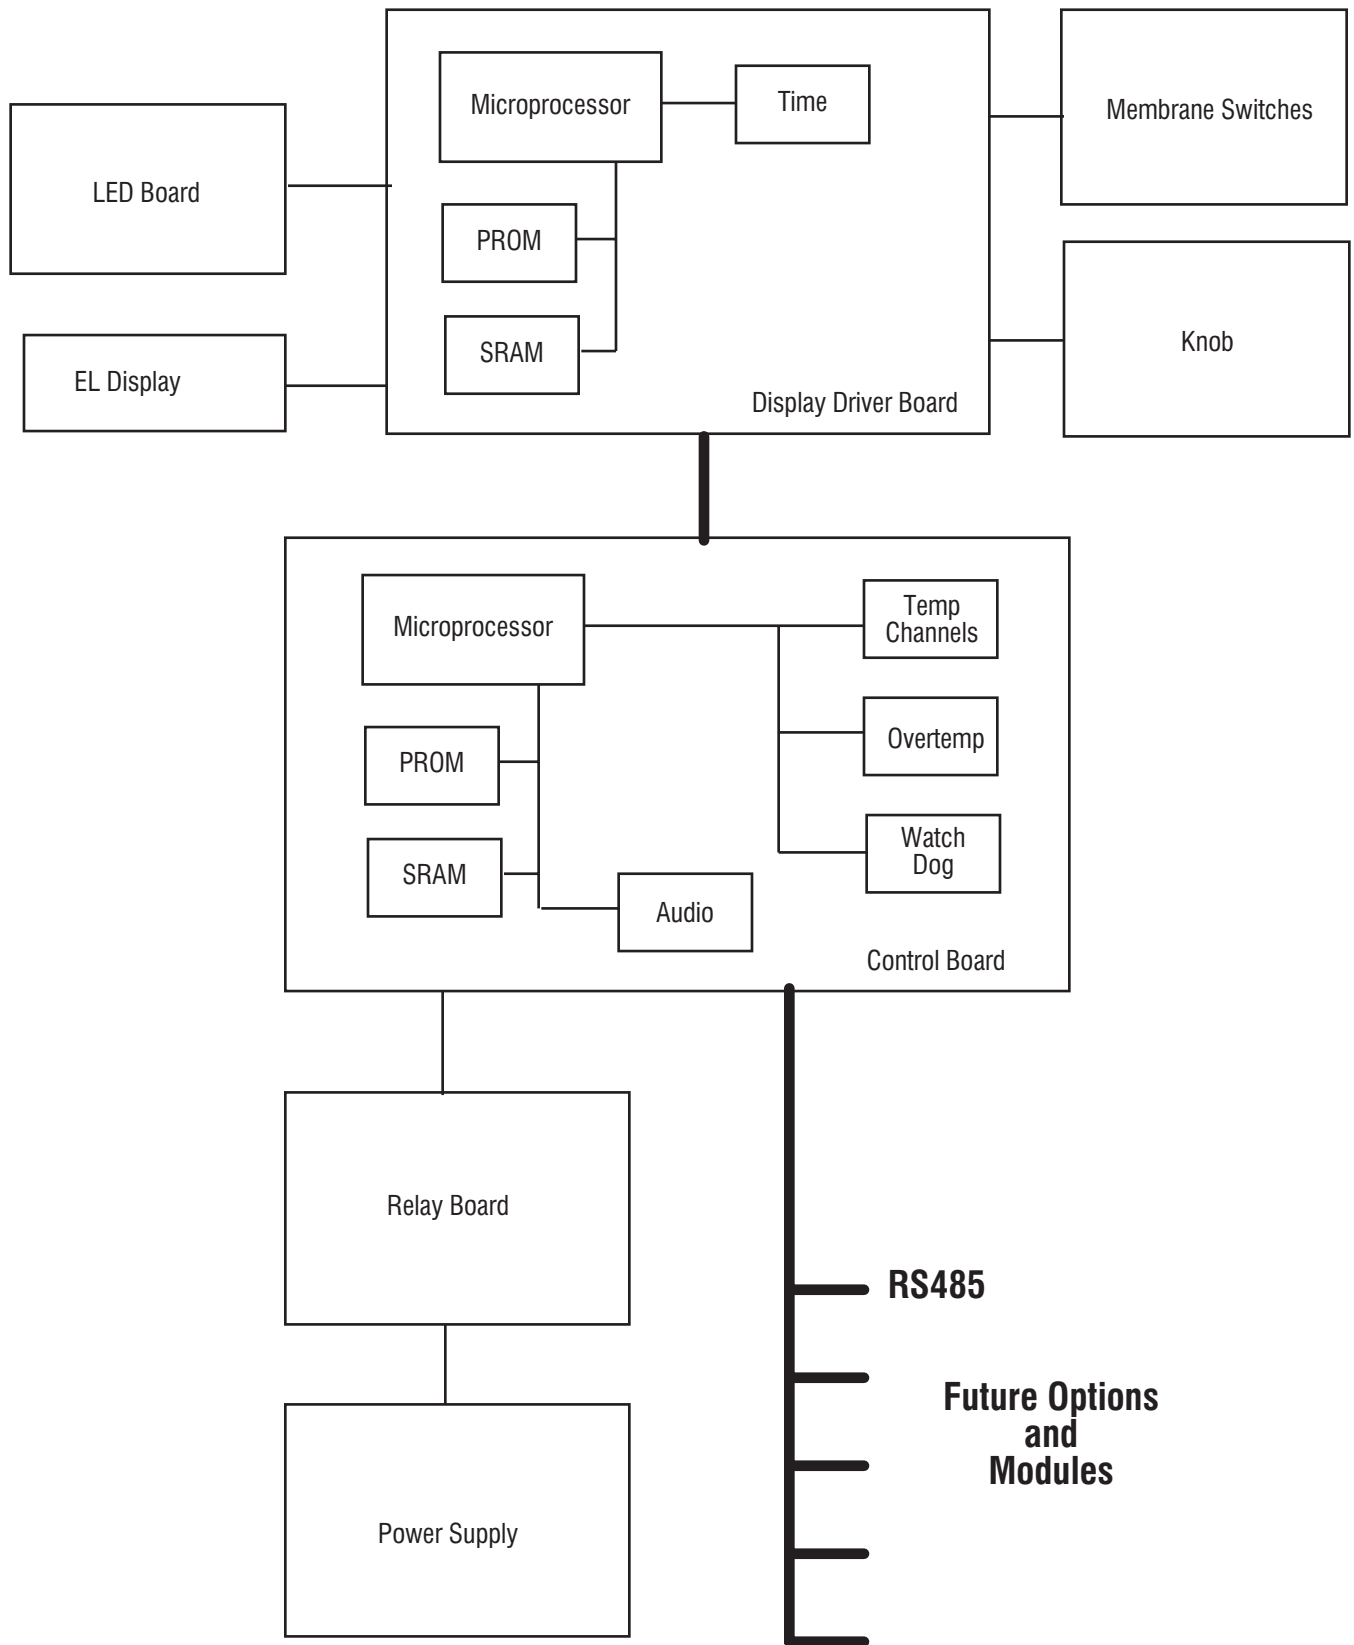 Microprocessor
Time
Membrane Switches
LED Board
PROM
Knob
SRAM
EL Display
Display Driver Board
Microprocessor
Temp
Channels
PROM
Overtemp
SRAM
Watch
Dog
Audio
Control Board
Relay Board
RS485
Future Options
and
Modules
Power Supply